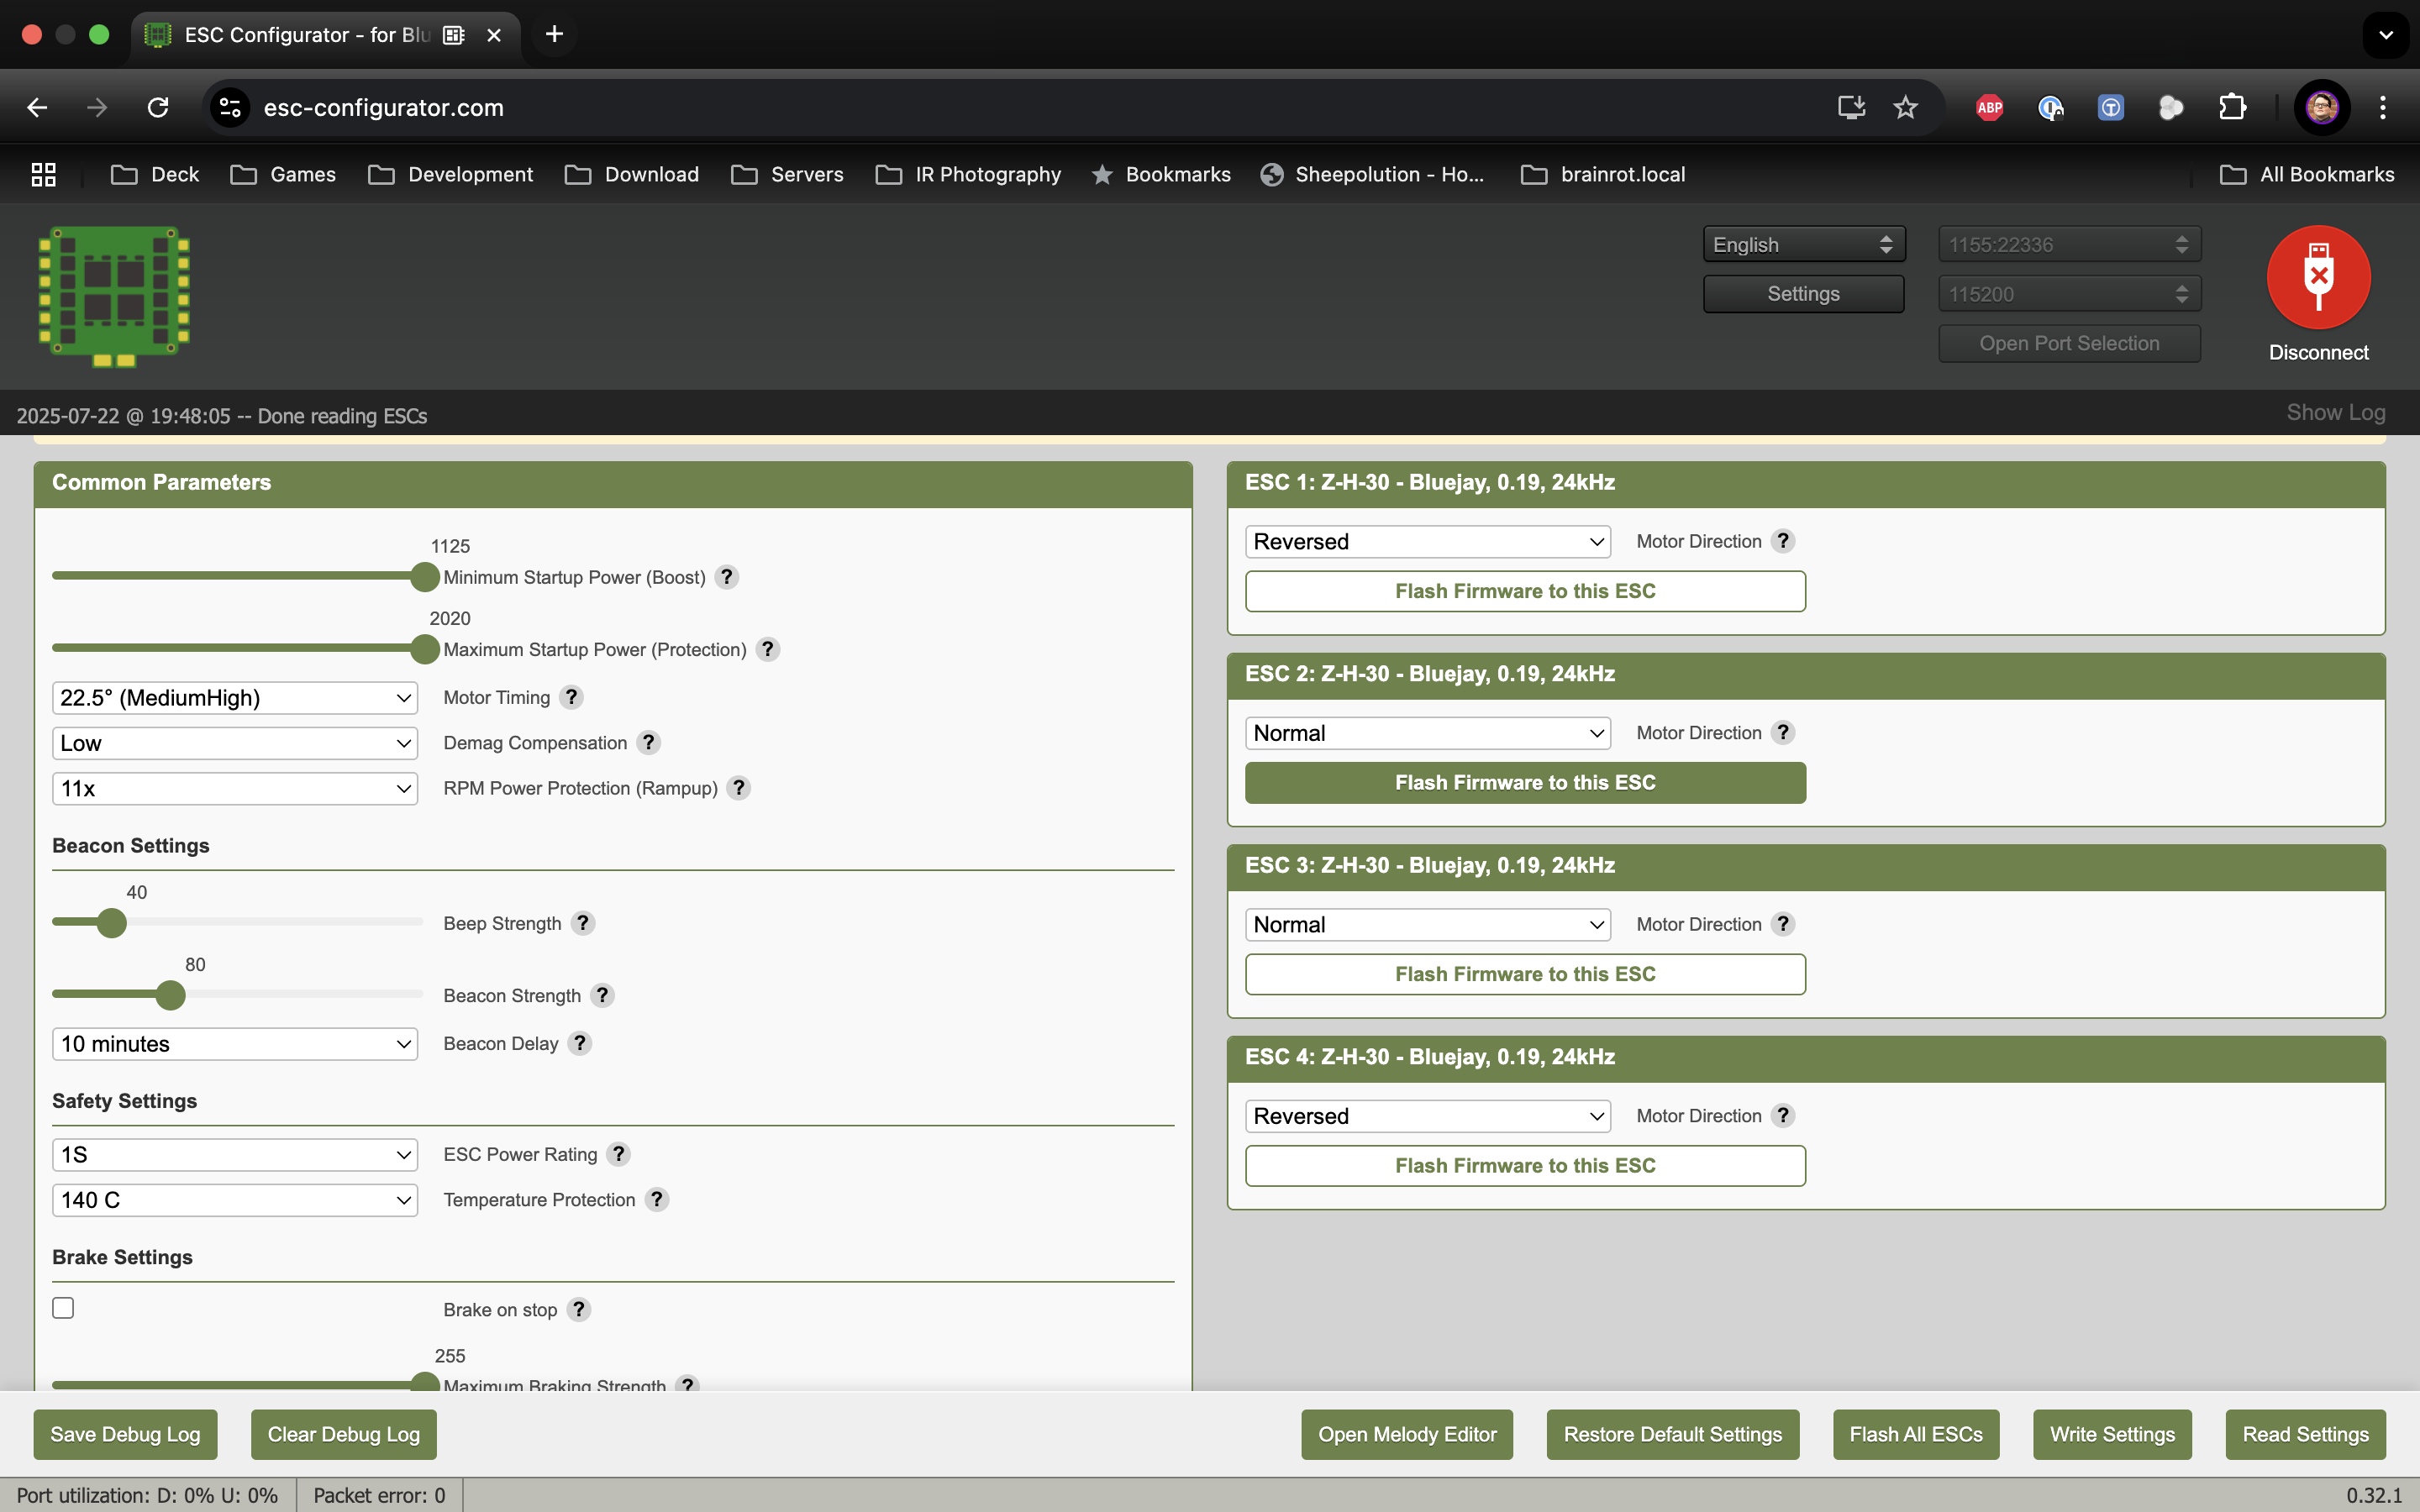 ESC Configurator - for Blu
esc-configurator.com
ABP
Deck
Games
Development
Download
Servers
IR Photography
Bookmarks
Sheepolution - Ho...
brainrot.local
All Bookmarks
English
1155:22336
Settings
115200
Open Port Selection
Disconnect
2025-07-22 @ 19:48:05 -- Done reading ESCs
Show Log
Common Parameters
1125
Minimum Startup Power (Boost) ?
2020
Maximum Startup Power (Protection) ?
22.5° (MediumHigh) Motor Timing ?
Low Demag Compensation ?
11x RPM Power Protection (Rampup) ?
Beacon Settings
40
Beep Strength ?
80
Beacon Strength ?
10 minutes Beacon Delay ?
Safety Settings
1S ESC Power Rating ?
140 C Temperature Protection ?
Brake Settings
Brake on stop ?
255
Maximum Braking Strength ?
ESC 1: Z-H-30 - Bluejay, 0.19, 24kHz
Reversed Motor Direction ?
Flash Firmware to this ESC
ESC 2: Z-H-30 - Bluejay, 0.19, 24kHz
Normal Motor Direction ?
Flash Firmware to this ESC
ESC 3: Z-H-30 - Bluejay, 0.19, 24kHz
Normal Motor Direction ?
Flash Firmware to this ESC
ESC 4: Z-H-30 - Bluejay, 0.19, 24kHz
Reversed Motor Direction ?
Flash Firmware to this ESC
Save Debug Log
Clear Debug Log
Open Melody Editor
Restore Default Settings
Flash All ESCs
Write Settings
Read Settings
Port utilization: D: 0% U: 0%
Packet error: 0
0.32.1